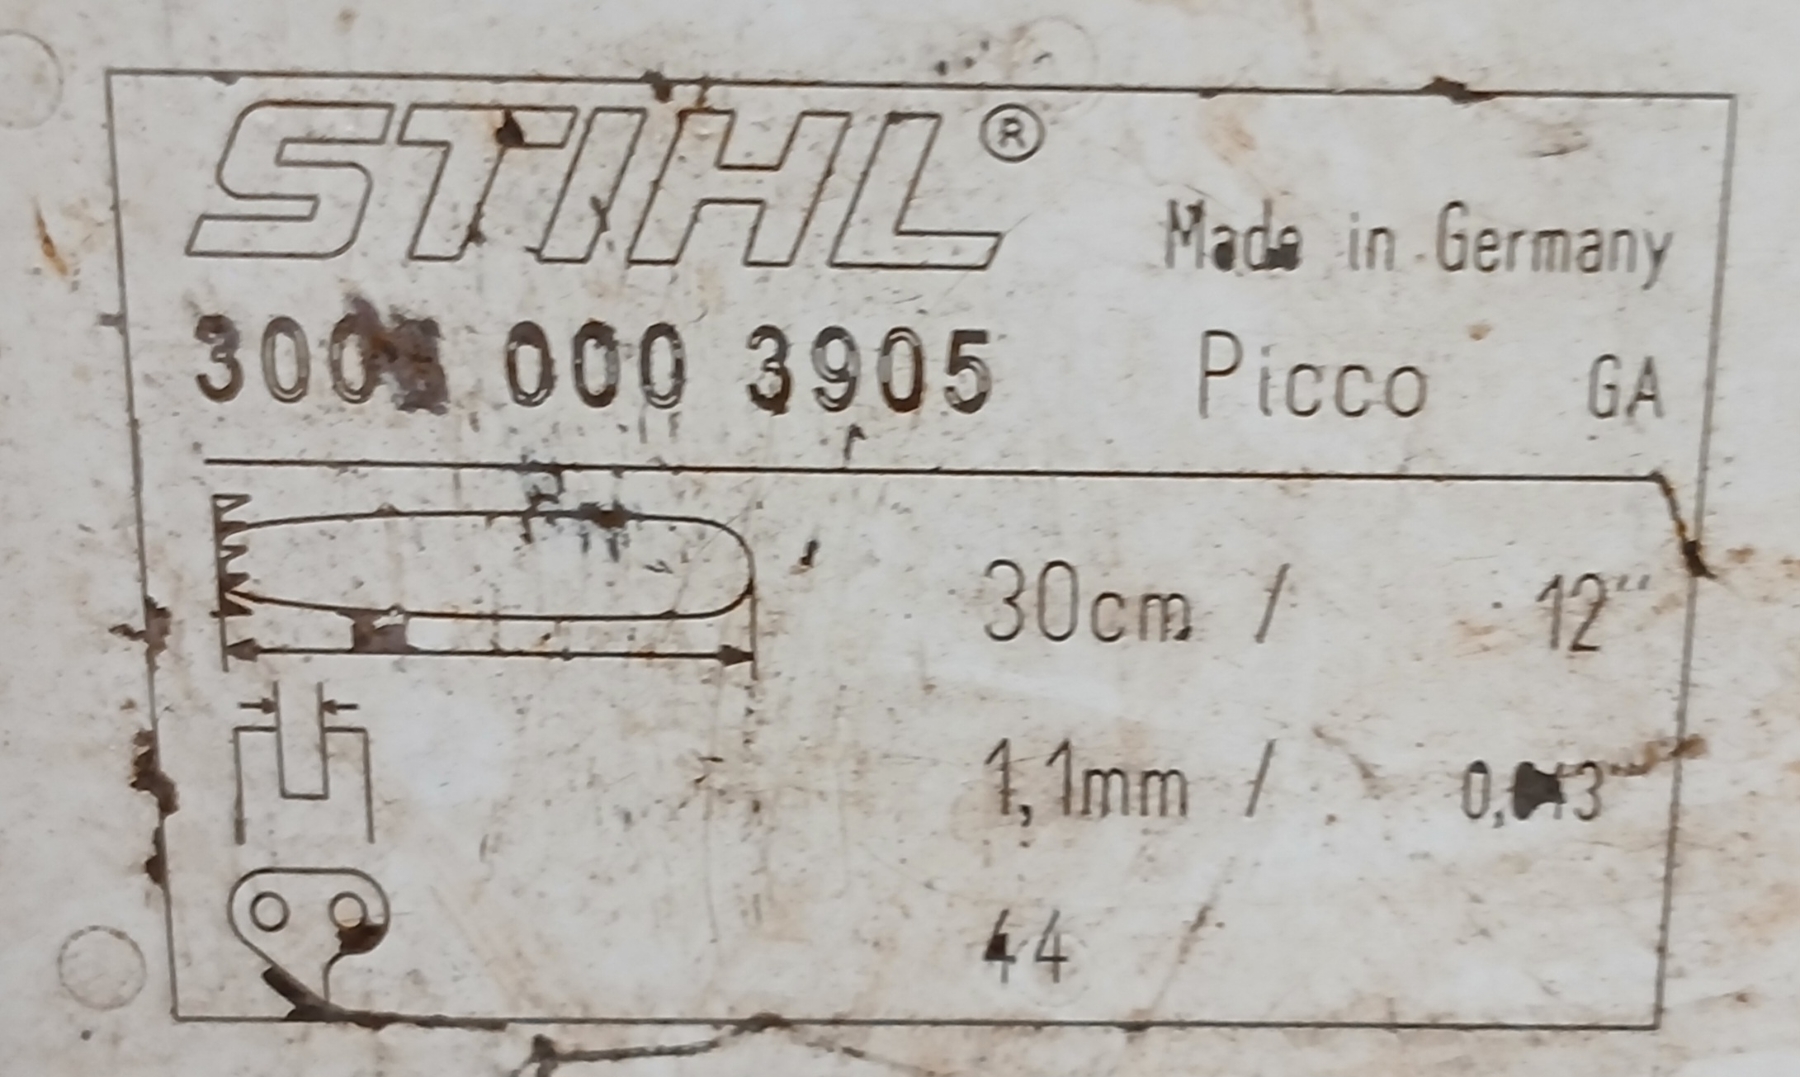 STIHL®
Made in Germany
000 3905
Picco GA
30cm / 12"
1,1mm /
44